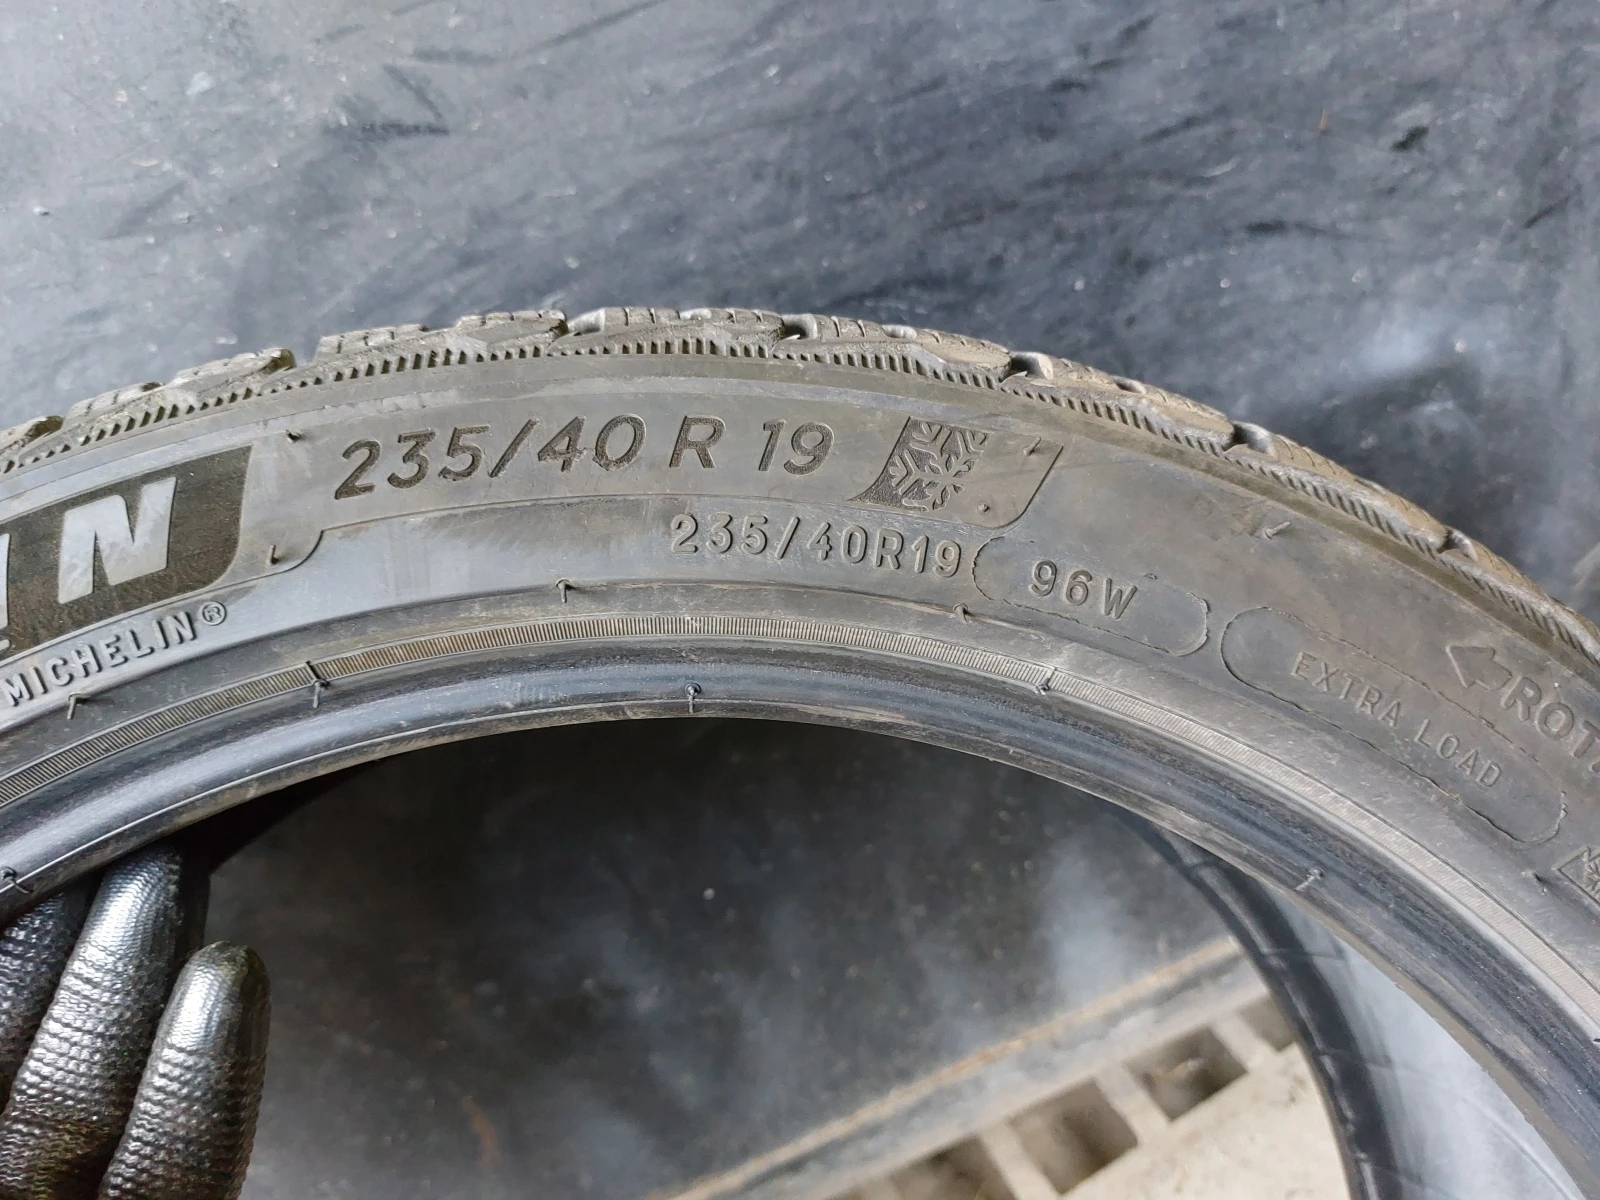 IN
MICHELIN®
235/40 R 19
235/40R19 96W
EXTRA LOAD
ROT